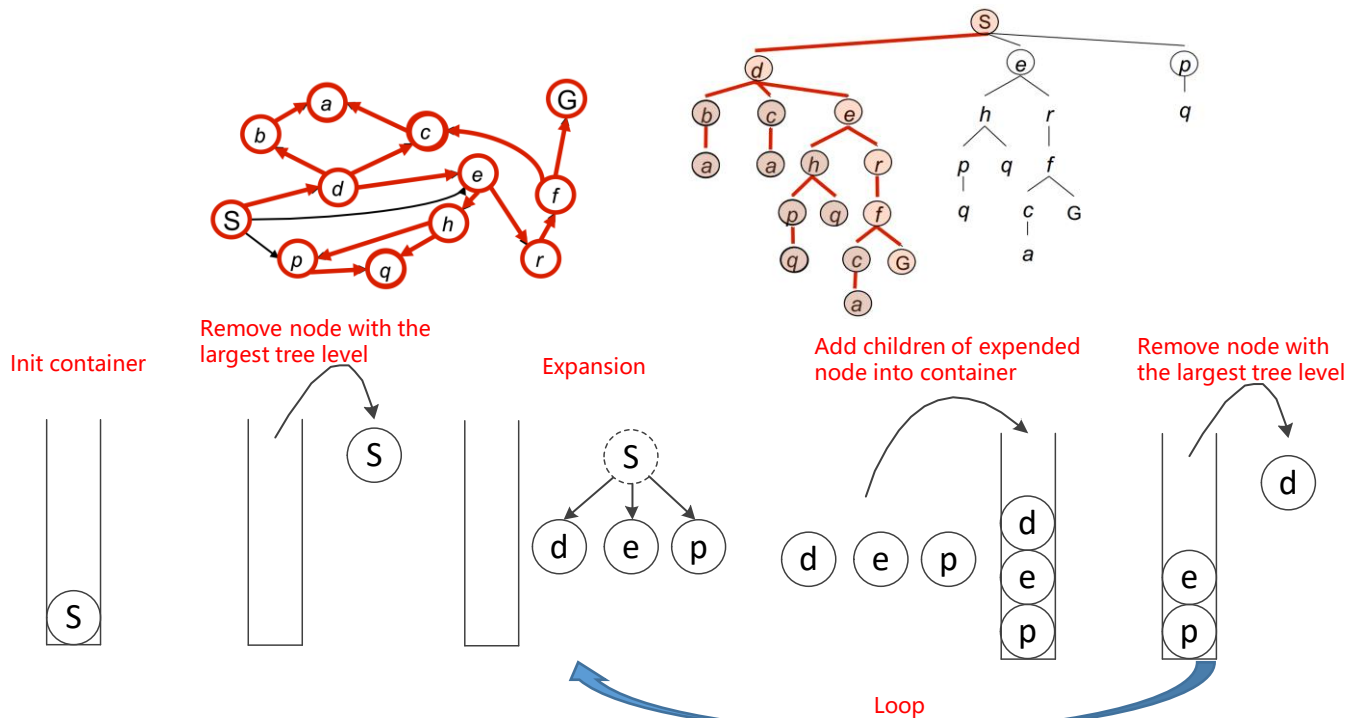 S
d
e
p
b
c
e
h
r
q
a
a
h
r
p
q
f
p
q
f
q
c
G
q
c
G
a
a
a
G
b
c
d
e
f
S
h
p
q
r
Remove node with the
largest tree level
Init container
Expansion
Add children of expended
node into container
Remove node with
the largest tree level
S
S
S
d e p
d e p
d
e
p
d
e
p
Loop